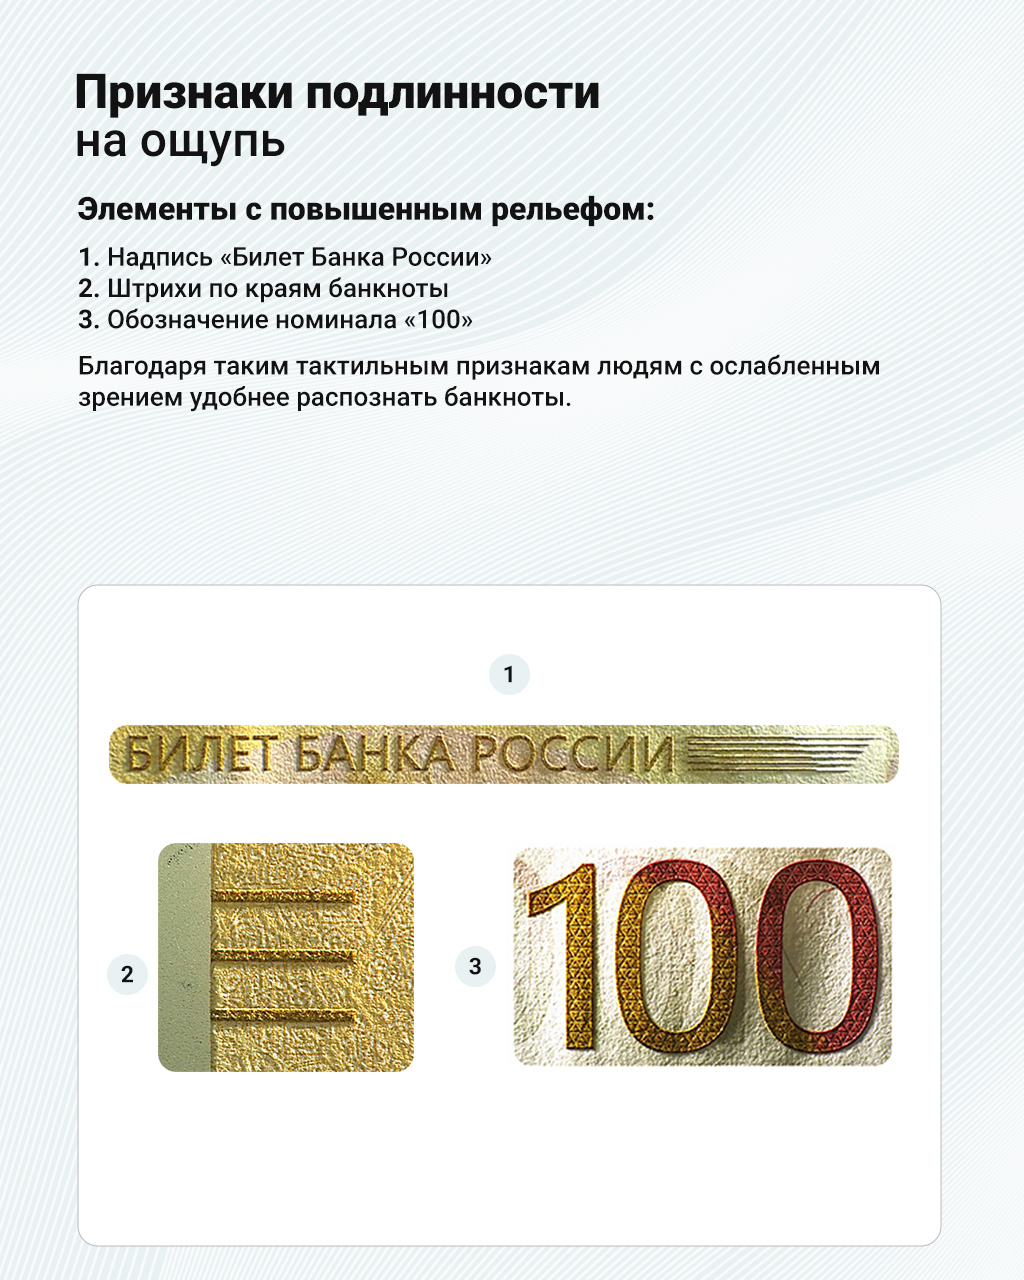 Признаки подлинности
на ощупь
Элементы с повышенным рельефом:
1. Надпись «Билет Банка России»
2. Штрихи по краям банкноты
3. Обозначение номинала «100»
Благодаря таким тактильным признакам людям с ослабленным
зрением удобнее распознать банкноты.
1
БИЛЕТ БАНКА РОССИИ
2
3
100